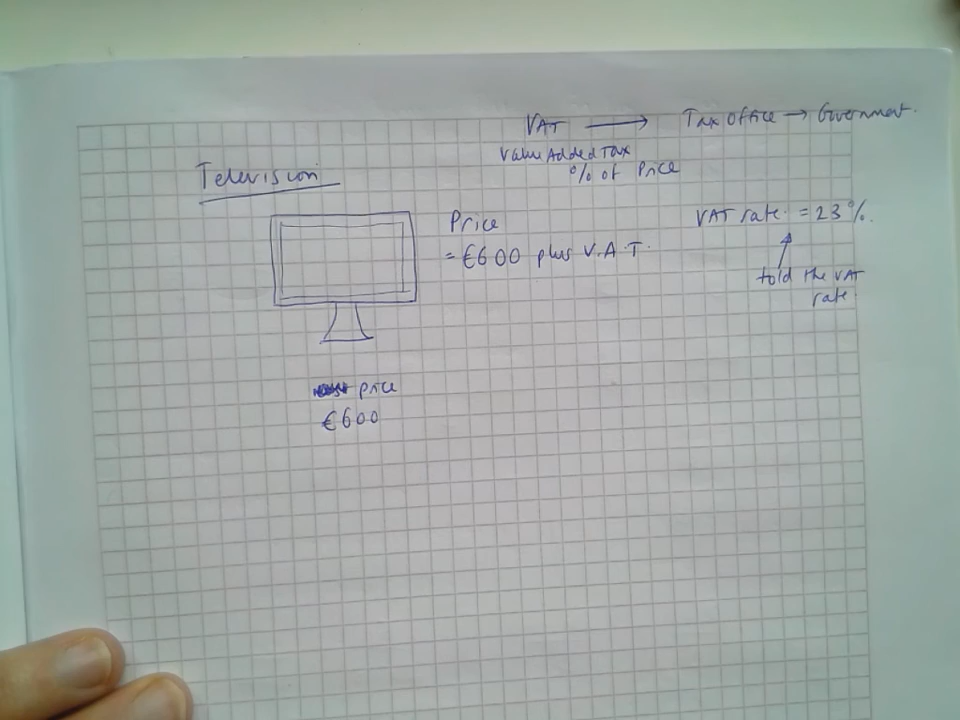 VAT → Tax Office → Government.
Value Added Tax
% of Price
Television
Price
= €600 plus V.A.T.
VAT rate. = 23%.
told the VAT
rate.
price
€600